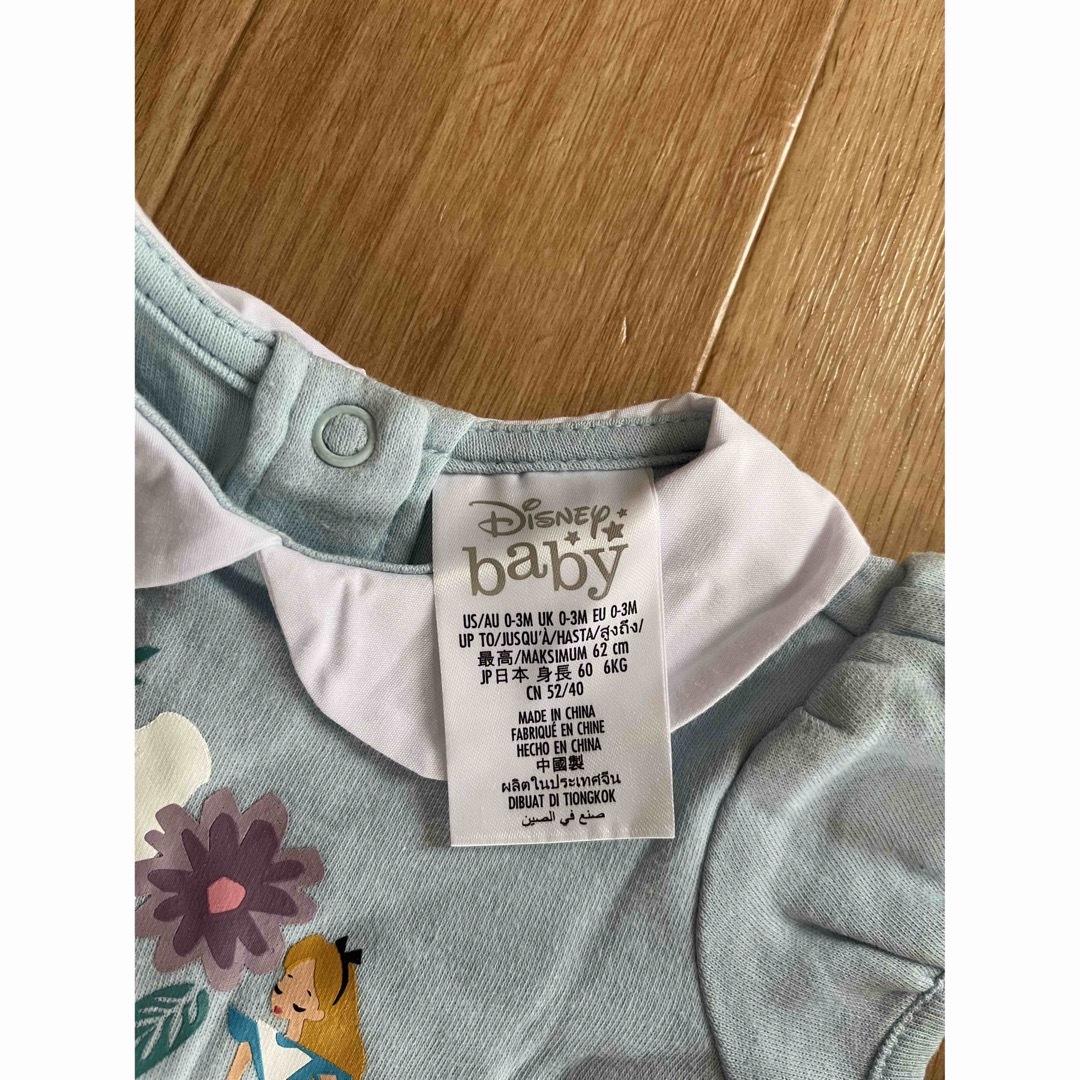 Disney
baby
US/AU 0-3M UK 0-3M EU 0-3M
UP TO/JUSQU'À/HASTA/สูงถึง/
最高/MAKSIMUM 62 cm
JP日本 身長 60 6KG
CN 52/40
MADE IN CHINA
FABRIQUÉ EN CHINE
HECHO EN CHINA
中國製
ผลิตในประเทศจีน
DIBUAT DI TIONGKOK
صنع في الصين